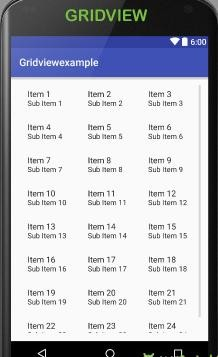 GRIDVIEW
6:00
Gridviewexample
Item 1 Item 2 Item 3
Sub Item 1 Sub Item 2 Sub Item 3
Item 4 Item 5 Item 6
Sub Item 4 Sub Item 5 Sub Item 6
Item 7 Item 8 Item 9
Sub Item 7 Sub Item 8 Sub Item 9
Item 10 Item 11 Item 12
Sub Item 10 Sub Item 11 Sub Item 12
Item 13 Item 14 Item 15
Sub Item 13 Sub Item 14 Sub Item 15
Item 16 Item 17 Item 18
Sub Item 16 Sub Item 17 Sub Item 18
Item 19 Item 20 Item 21
Sub Item 19 Sub Item 20 Sub Item 21
Item 22 Item 23 Item 24